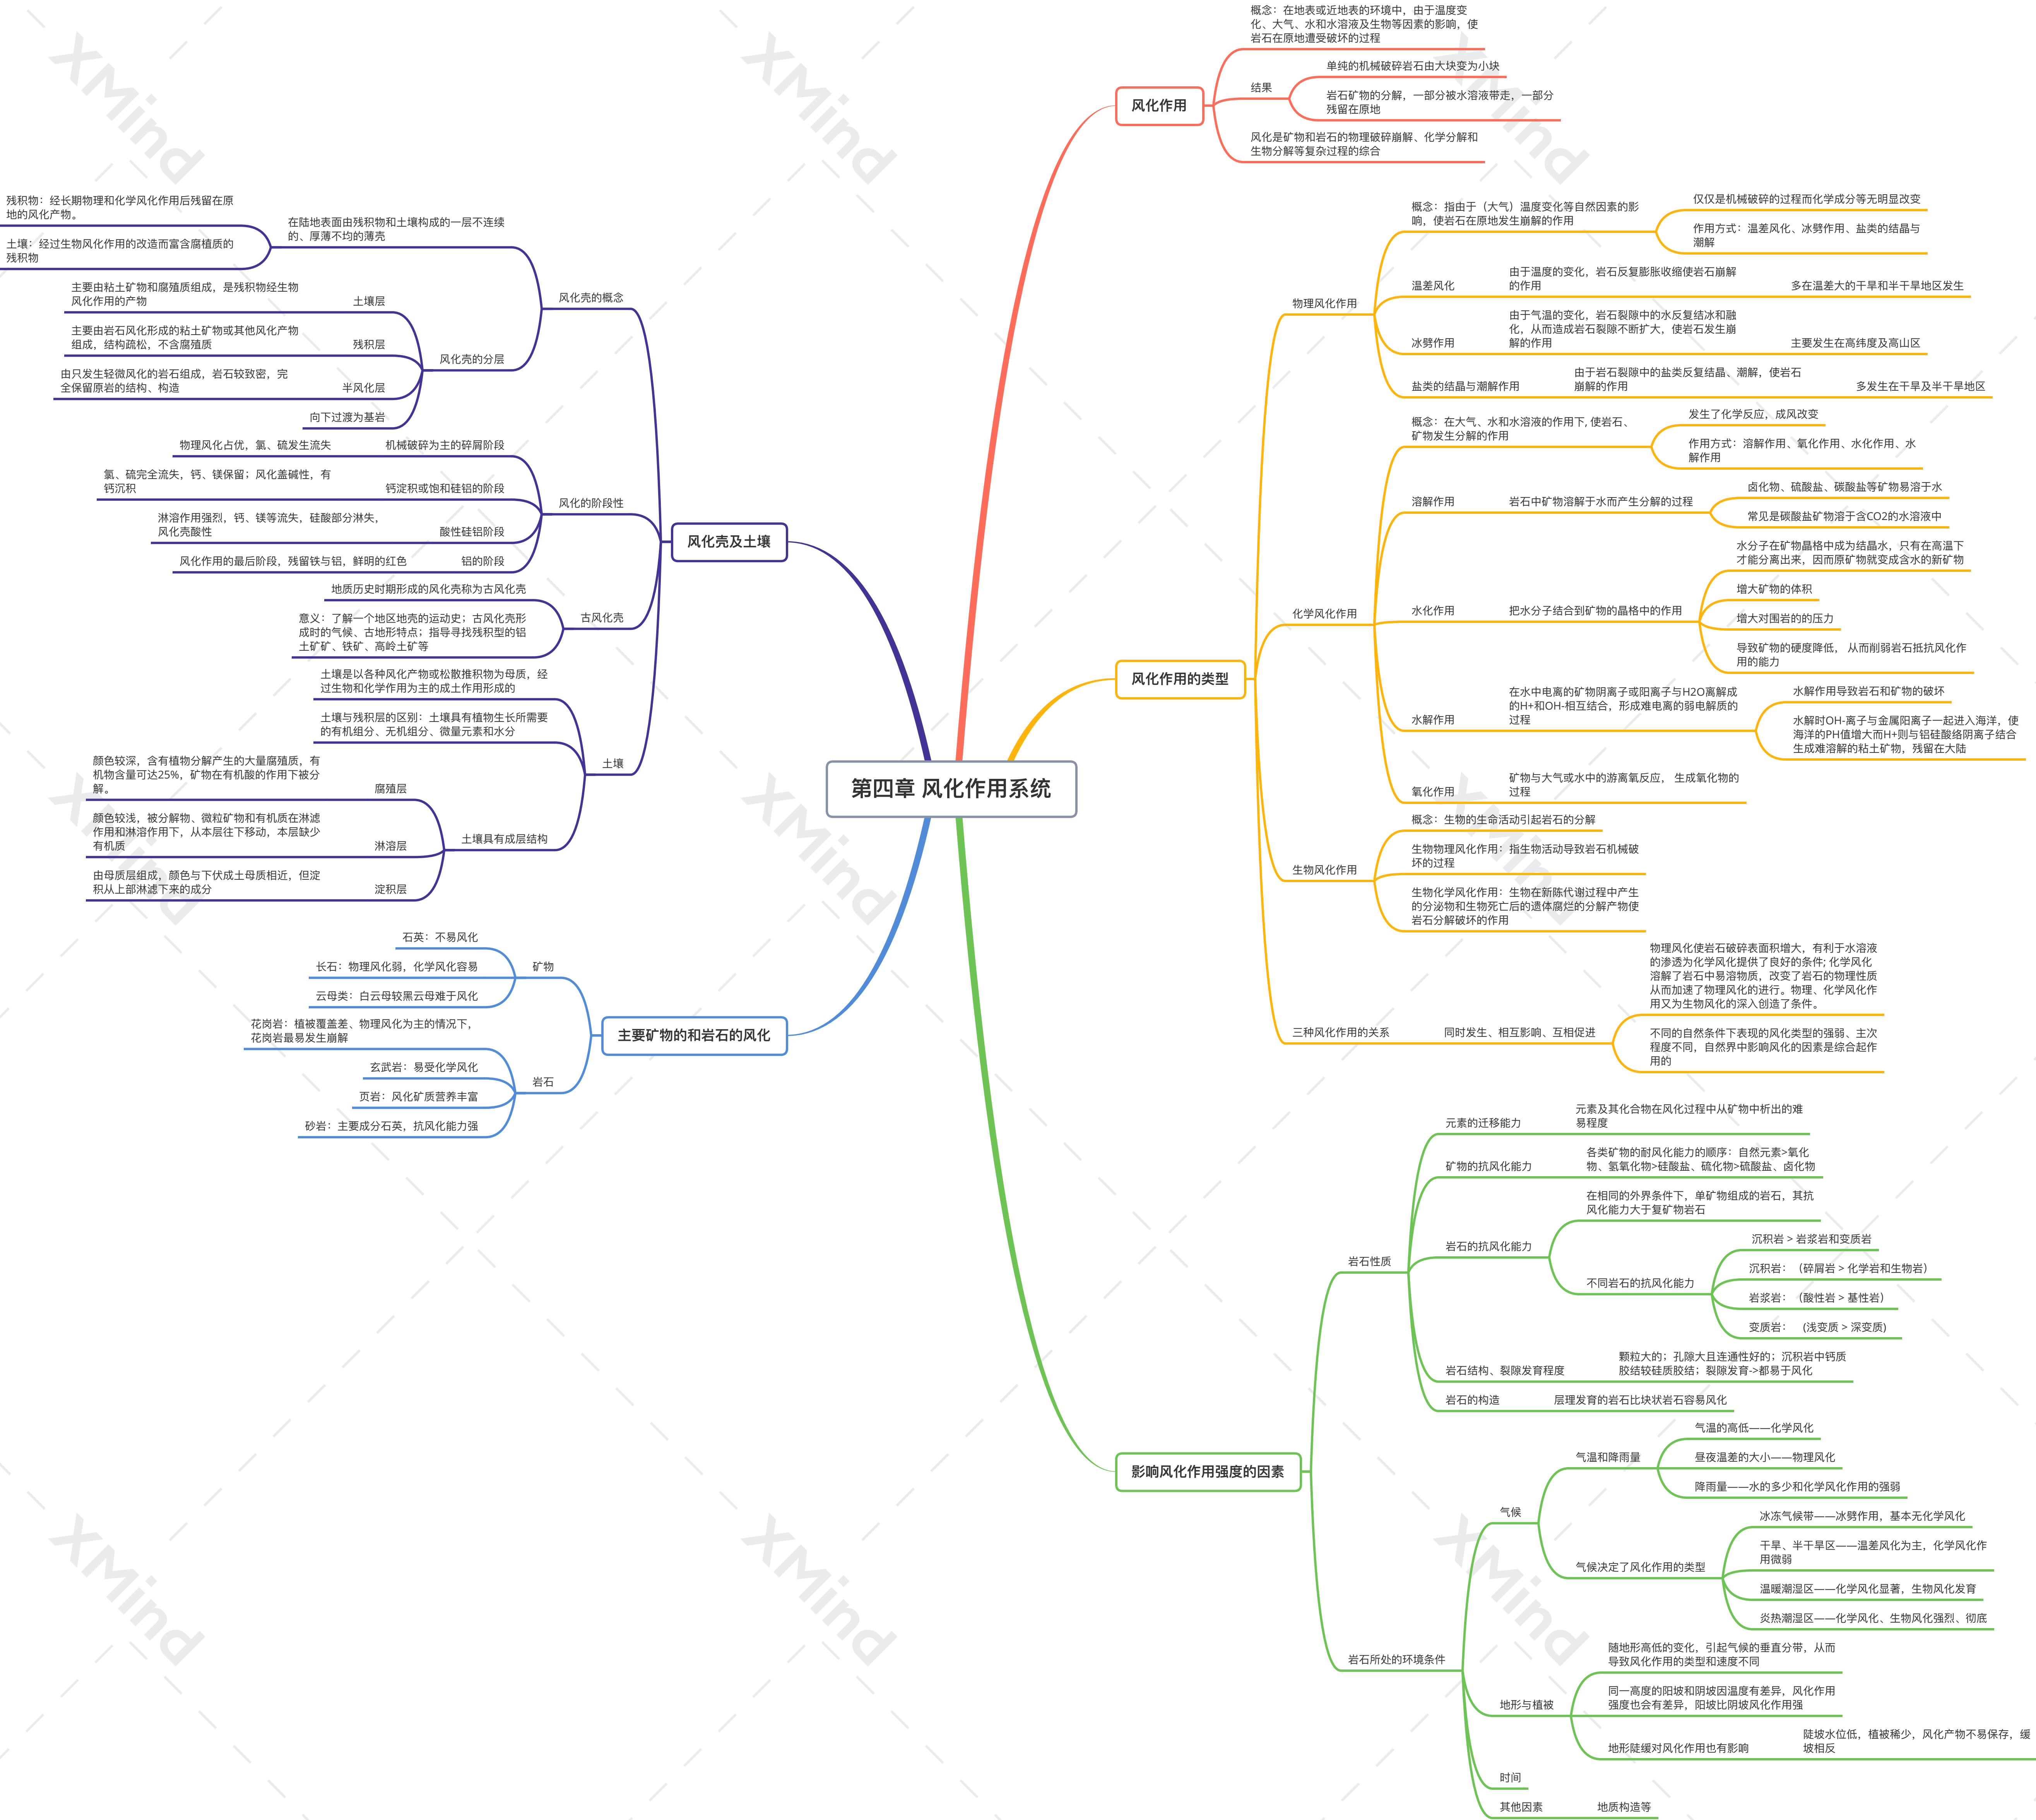 第四章 风化作用系统
风化作用
概念：在地表或近地表的环境中，由于温度变
化、大气、水和水溶液及生物等因素的影响，使
岩石在原地遭受破坏的过程
结果
单纯的机械破碎岩石由大块变为小块
岩石矿物的分解，一部分被水溶液带走，一部分
残留在原地
风化是矿物和岩石的物理破碎崩解、化学分解和
生物分解等复杂过程的综合
风化作用的类型
物理风化作用
概念：指由于（大气）温度变化等自然因素的影
响，使岩石在原地发生崩解的作用
仅仅是机械破碎的过程而化学成分等无明显改变
作用方式：温差风化、冰劈作用、盐类的结晶与
潮解
温差风化
由于温度的变化，岩石反复膨胀收缩使岩石崩解
的作用
多在温差大的干旱和半干旱地区发生
冰劈作用
由于气温的变化，岩石裂隙中的水反复结冰和融
化，从而造成岩石裂隙不断扩大，使岩石发生崩
解的作用
主要发生在高纬度及高山区
盐类的结晶与潮解作用
由于岩石裂隙中的盐类反复结晶、潮解，使岩石
崩解的作用
多发生在干旱及半干旱地区
化学风化作用
概念：在大气、水和水溶液的作用下, 使岩石、
矿物发生分解的作用
发生了化学反应，成风改变
作用方式：溶解作用、氧化作用、水化作用、水
解作用
溶解作用
岩石中矿物溶解于水而产生分解的过程
卤化物、硫酸盐、碳酸盐等矿物易溶于水
常见是碳酸盐矿物溶于含CO2的水溶液中
水化作用
把水分子结合到矿物的晶格中的作用
水分子在矿物晶格中成为结晶水，只有在高温下
才能分离出来，因而原矿物就变成含水的新矿物
增大矿物的体积
增大对围岩的的压力
导致矿物的硬度降低， 从而削弱岩石抵抗风化作
用的能力
水解作用
在水中电离的矿物阴离子或阳离子与H2O离解成
的H+和OH-相互结合，形成难电离的弱电解质的
过程
水解作用导致岩石和矿物的破坏
水解时OH-离子与金属阳离子一起进入海洋，使
海洋的PH值增大而H+则与铝硅酸络阴离子结合
生成难溶解的粘土矿物，残留在大陆
氧化作用
矿物与大气或水中的游离氧反应， 生成氧化物的
过程
生物风化作用
概念：生物的生命活动引起岩石的分解
生物物理风化作用：指生物活动导致岩石机械破
坏的过程
生物化学风化作用：生物在新陈代谢过程中产生
的分泌物和生物死亡后的遗体腐烂的分解产物使
岩石分解破坏的作用
三种风化作用的关系
同时发生、相互影响、互相促进
物理风化使岩石破碎表面积增大，有利于水溶液
的渗透为化学风化提供了良好的条件; 化学风化
溶解了岩石中易溶物质，改变了岩石的物理性质
从而加速了物理风化的进行。物理、化学风化作
用又为生物风化的深入创造了条件。
不同的自然条件下表现的风化类型的强弱、主次
程度不同，自然界中影响风化的因素是综合起作
用的
影响风化作用强度的因素
岩石性质
元素的迁移能力
元素及其化合物在风化过程中从矿物中析出的难
易程度
矿物的抗风化能力
各类矿物的耐风化能力的顺序：自然元素>氧化
物、氢氧化物>硅酸盐、硫化物>硫酸盐、卤化物
岩石的抗风化能力
在相同的外界条件下，单矿物组成的岩石，其抗
风化能力大于复矿物岩石
不同岩石的抗风化能力
沉积岩 > 岩浆岩和变质岩
沉积岩：（碎屑岩 > 化学岩和生物岩）
岩浆岩：（酸性岩 > 基性岩）
变质岩： （浅变质 > 深变质)
岩石结构、裂隙发育程度
颗粒大的；孔隙大且连通性好的；沉积岩中钙质
胶结较硅质胶结；裂隙发育->都易于风化
岩石的构造
层理发育的岩石比块状岩石容易风化
岩石所处的环境条件
气候
气温和降雨量
气温的高低——化学风化
昼夜温差的大小——物理风化
降雨量——水的多少和化学风化作用的强弱
气候决定了风化作用的类型
冰冻气候带——冰劈作用，基本无化学风化
干旱、半干旱区——温差风化为主，化学风化作
用微弱
温暖潮湿区——化学风化显著，生物风化发育
炎热潮湿区——化学风化、生物风化强烈、彻底
地形与植被
随地形高低的变化，引起气候的垂直分带，从而
导致风化作用的类型和速度不同
同一高度的阳坡和阴坡因温度有差异，风化作用
强度也会有差异，阳坡比阴坡风化作用强
地形陡缓对风化作用也有影响
陡坡水位低，植被稀少，风化产物不易保存，缓
坡相反
时间
其他因素
地质构造等
风化壳及土壤
风化壳的概念
在陆地表面由残积物和土壤构成的一层不连续
的、厚薄不均的薄壳
残积物：经长期物理和化学风化作用后残留在原
地的风化产物。
土壤：经过生物风化作用的改造而富含腐植质的
残积物
风化壳的分层
土壤层
主要由粘土矿物和腐殖质组成，是残积物经生物
风化作用的产物
残积层
主要由岩石风化形成的粘土矿物或其他风化产物
组成，结构疏松，不含腐殖质
半风化层
由只发生轻微风化的岩石组成，岩石较致密，完
全保留原岩的结构、构造
向下过渡为基岩
风化的阶段性
机械破碎为主的碎屑阶段
物理风化占优，氯、硫发生流失
钙淀积或饱和硅铝的阶段
氯、硫完全流失，钙、镁保留；风化盖碱性，有
钙沉积
酸性硅铝阶段
淋溶作用强烈，钙、镁等流失，硅酸部分淋失，
风化壳酸性
铝的阶段
风化作用的最后阶段，残留铁与铝，鲜明的红色
古风化壳
地质历史时期形成的风化壳称为古风化壳
意义：了解一个地区地壳的运动史；古风化壳形
成时的气候、古地形特点；指导寻找残积型的铝
土矿矿、铁矿、高岭土矿等
土壤
土壤是以各种风化产物或松散推积物为母质，经
过生物和化学作用为主的成土作用形成的
土壤与残积层的区别：土壤具有植物生长所需要
的有机组分、无机组分、微量元素和水分
土壤具有成层结构
腐殖层
颜色较深，含有植物分解产生的大量腐殖质，有
机物含量可达25%，矿物在有机酸的作用下被分
解。
淋溶层
颜色较浅，被分解物、微粒矿物和有机质在淋滤
作用和淋溶作用下，从本层往下移动，本层缺少
有机质
淀积层
由母质层组成，颜色与下伏成土母质相近，但淀
积从上部淋滤下来的成分
主要矿物的和岩石的风化
矿物
石英：不易风化
长石：物理风化弱，化学风化容易
云母类：白云母较黑云母难于风化
岩石
花岗岩：植被覆盖差、物理风化为主的情况下，
花岗岩最易发生崩解
玄武岩：易受化学风化
页岩：风化矿质营养丰富
砂岩：主要成分石英，抗风化能力强
XMind
XMind
XMind
XMind
XMind
XMind
XMind
XMind
XMind